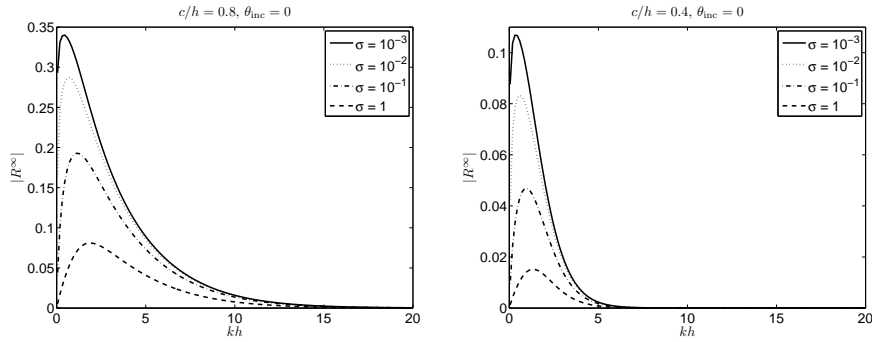 c/h = 0.8, θinc = 0
0.35
0.3
0.25
0.2
0.15
0.1
0.05
0
|R∞|
0 5 10 15 20
kh
σ = 10−3
σ = 10−2
σ = 10−1
σ = 1
c/h = 0.4, θinc = 0
0.1
0.08
0.06
0.04
0.02
0
|R∞|
0 5 10 15 20
kh
σ = 10−3
σ = 10−2
σ = 10−1
σ = 1